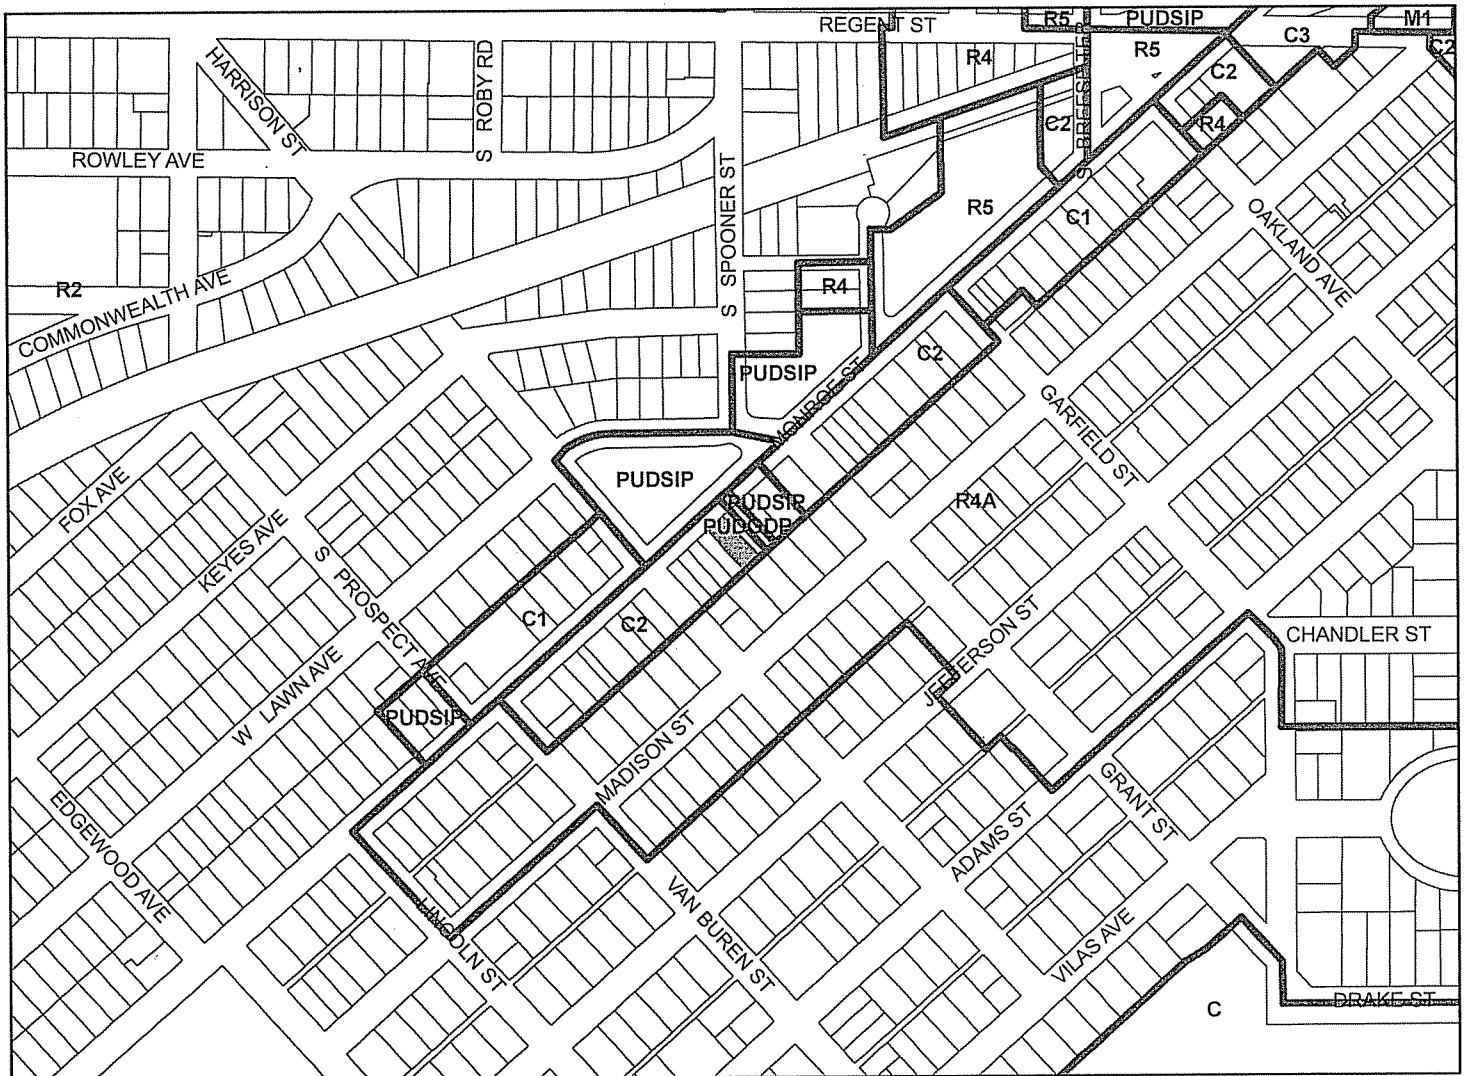 REGENT ST
R5
PUDSIP
M1
C3
C2
R4
R5
C2
HARRISON ST
S ROBY RD
S BREESE TER
C2
R4
ROWLEY AVE
S SPOONER ST
R5
C1
OAKLAND AVE
R2
COMMONWEALTH AVE
R4
C2
PUDSIP
MONROE ST
GARFIELD ST
PUDSIP
PUDSIP
R4A
FOX AVE
PUDGDP
KEYES AVE
S PROSPECT AVE
C1
C2
JEFFERSON ST
CHANDLER ST
W LAWN AVE
PUDSIP
MADISON ST
GRANT ST
EDGEWOOD AVE
ADAMS ST
LINCOLN ST
VAN BUREN ST
VILAS AVE
DRAKE ST
C